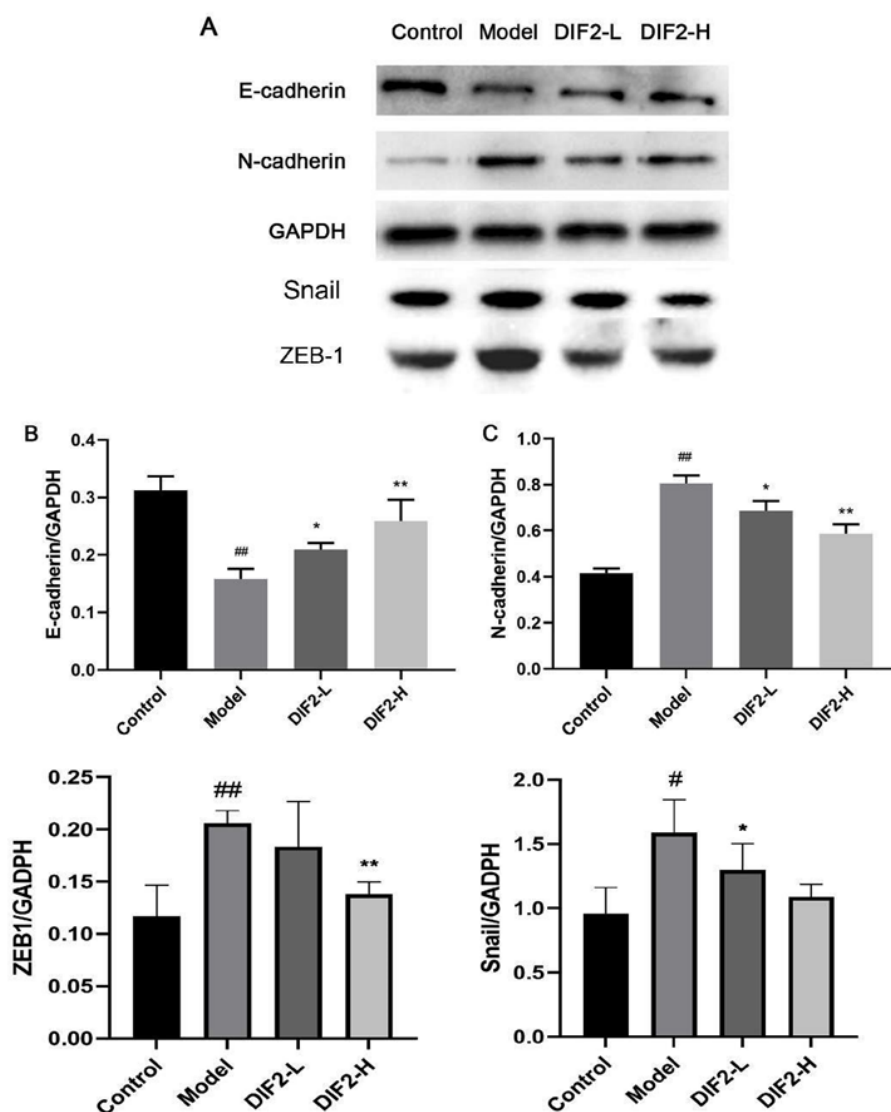 A
Control Model DIF2-L DIF2-H
E-cadherin
N-cadherin
GAPDH
Snail
ZEB-1
B
E-cadherin/GAPDH
0.4
0.3
0.2
0.1
0.0
##
*
**
Control
Model
DIF2-L
DIF2-H
C
N-cadherin/GAPDH
1.0
0.8
0.6
0.4
0.2
0.0
##
*
**
Control
Model
DIF2-L
DIF2-H
ZEB1/GADPH
0.25
0.20
0.15
0.10
0.05
0.00
##
**
Control
Model
DIF2-L
DIF2-H
Snail/GADPH
2.0
1.5
1.0
0.5
0.0
#
*
Control
Model
DIF2-L
DIF2-H